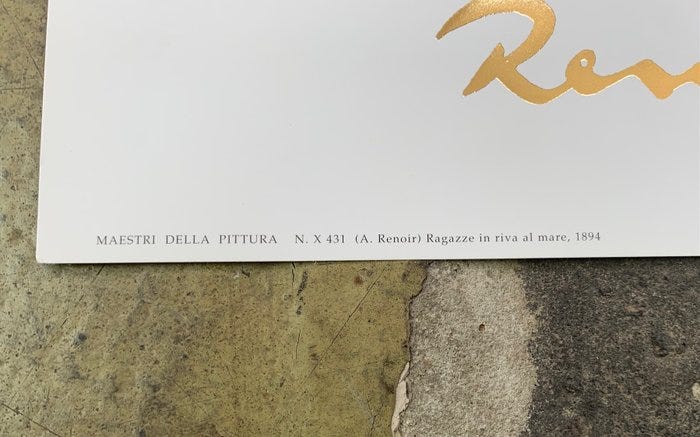 Ren
MAESTRI DELLA PITTURA N. X 431 (A. Renoir) Ragazze in riva al mare, 1894